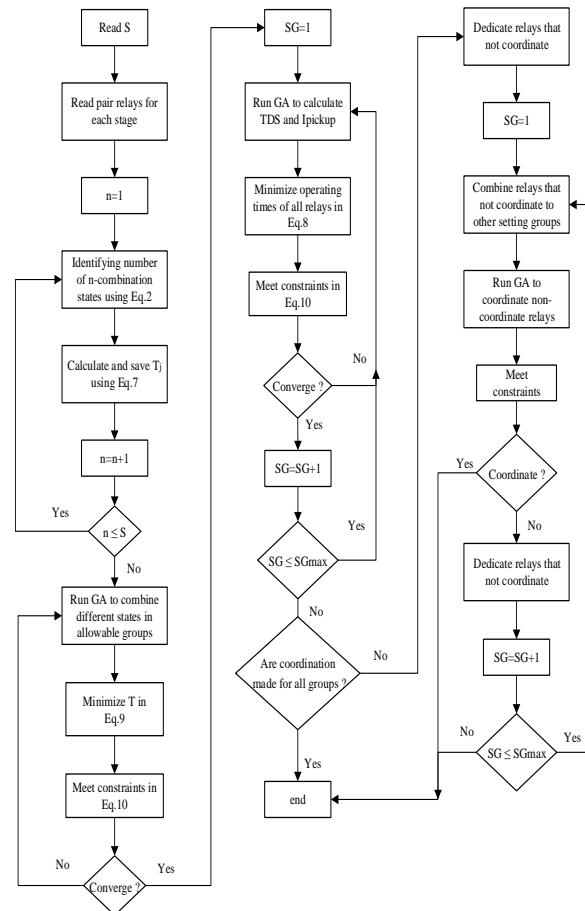 Read S
Read pair relays for
each stage
n=1
Identifying number
of n-combination
states using Eq.2
Calculate and save Tj
using Eq.7
n=n+1
Yes
n ≤ S
No
Run GA to combine
different states in
allowable groups
Minimize T in
Eq.9
Meet constraints in
Eq.10
No
Yes
Converge ?
SG=1
Run GA to calculate
TDS and Ipickup
Minimize operating
times of all relays in
Eq.8
Meet constraints in
Eq.10
No
Converge ?
Yes
SG=SG+1
Yes
SG ≤ SGmax
No
Are coordination
made for all groups ?
No
Yes
end
Dedicate relays that
not coordinate
SG=1
Combine relays that
not coordinate to
other setting groups
Run GA to
coordinate non-
coordinate relays
Meet
constraints
Yes
Coordinate ?
No
Dedicate relays that
not coordinate
SG=SG+1
No
Yes
SG ≤ SGmax